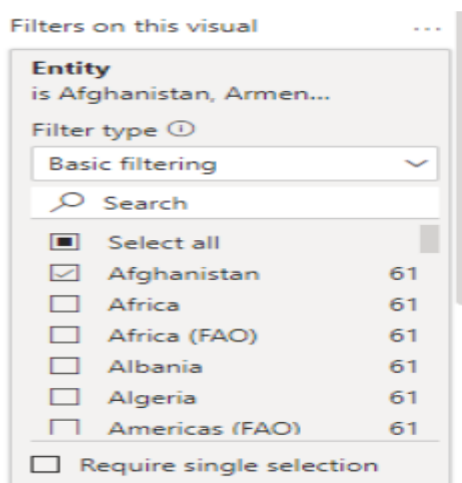 Filters on this visual ...
Entity
is Afghanistan, Armen...
Filter type
Basic filtering
Search
Select all
Afghanistan 61
Africa 61
Africa (FAO) 61
Albania 61
Algeria 61
Americas (FAO) 61
Require single selection